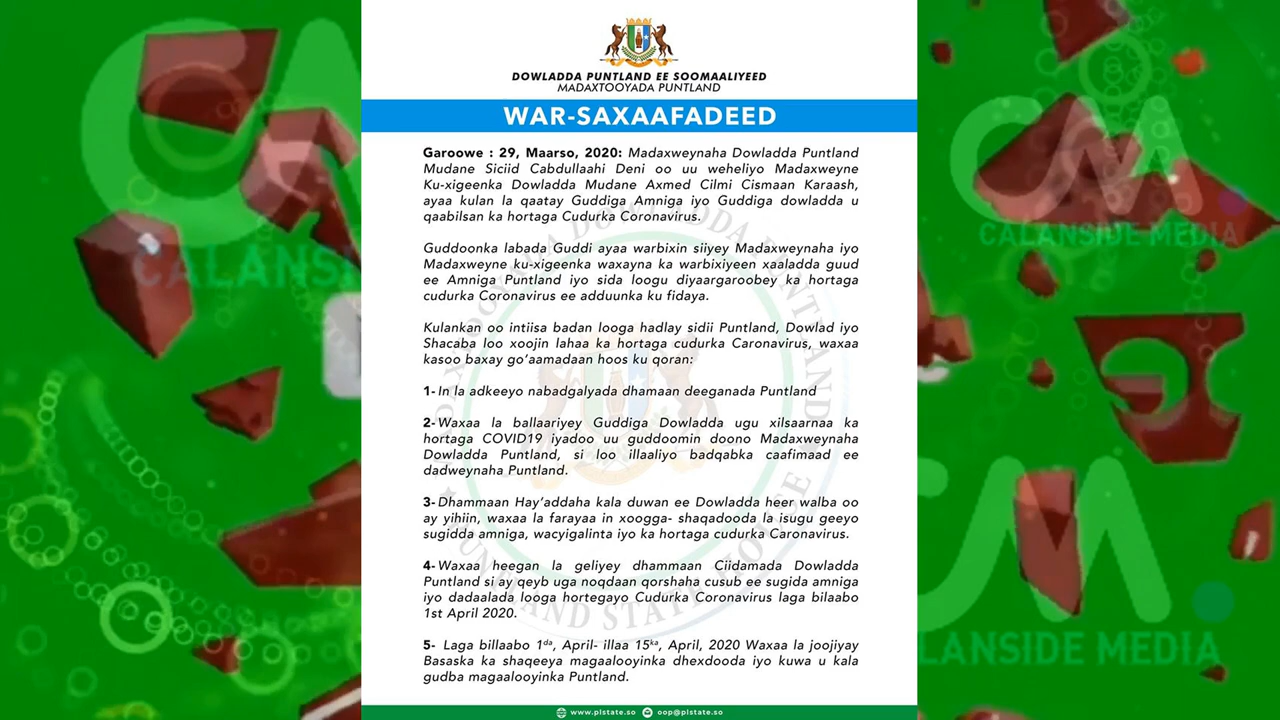 DOWLADDA PUNTLAND EE SOOMAALIYEED
MADAXTOOYADA PUNTLAND
WAR-SAXAAFADEED
Garoowe : 29, Maarso, 2020: Madaxweynaha Dowladda Puntland
Mudane Siciid Cabdullaahi Deni oo uu weheliyo Madaxweyne
Ku-xigeenka Dowladda Mudane Axmed Cilmi Cismaan Karaash,
ayaa kulan la qaatay Guddiga Amniga iyo Guddiga dowladda u
qaabilsan ka hortaga Cudurka Coronavirus.
Guddoonka labada Guddi ayaa warbixin siiyey Madaxweynaha iyo
Madaxweyne ku-xigeenka waxayna ka warbixiyeen xaaladda guud
ee Amniga Puntland iyo sida loogu diyaargaroobey ka hortaga
cudurka Coronavirus ee adduunka ku fidaya.
Kulankan oo intiisa badan looga hadlay sidii Puntland, Dowlad iyo
Shacaba loo xoojin lahaa ka hortaga cudurka Caronavirus, waxaa
kasoo baxay go'aamadaan hoos ku qoran:
1- In la adkeeyo nabadgalyada dhamaan deeganada Puntland
2- Waxaa la ballaariyey Guddiga Dowladda ugu xilsaarnaa ka
hortaga COVID19 iyadoo uu guddoomin doono Madaxweynaha
Dowladda Puntland, si loo illaaliyo badqabka caafimaad ee
dadweynaha Puntland.
3- Dhammaan Hay'addaha kala duwan ee Dowladda heer walba oo
ay yihiin, waxaa la farayaa in xoogga- shaqadooda la isugu geeyo
sugidda amniga, wacyigalinta iyo ka hortaga cudurka Caronavirus.
4- Waxaa heegan la geliyey dhammaan Ciidamada Dowladda
Puntland si ay qeyb uga noqdaan qorshaha cusub ee sugida amniga
iyo dadaalada looga hortegayo Cudurka Coronavirus laga bilaabo
1st April 2020.
5- Laga billaabo 1da, April- illaa 15ka, April, 2020 Waxaa la joojiyay
Basaska ka shaqeeya magaalooyinka dhexdooda iyo kuwa u kala
gudba magaalooyinka Puntland.
www.plstate.so oop@plstate.so
CM
CALANSIDE MEDIA
CALANSI
CM
ALANSIDE MEDIA